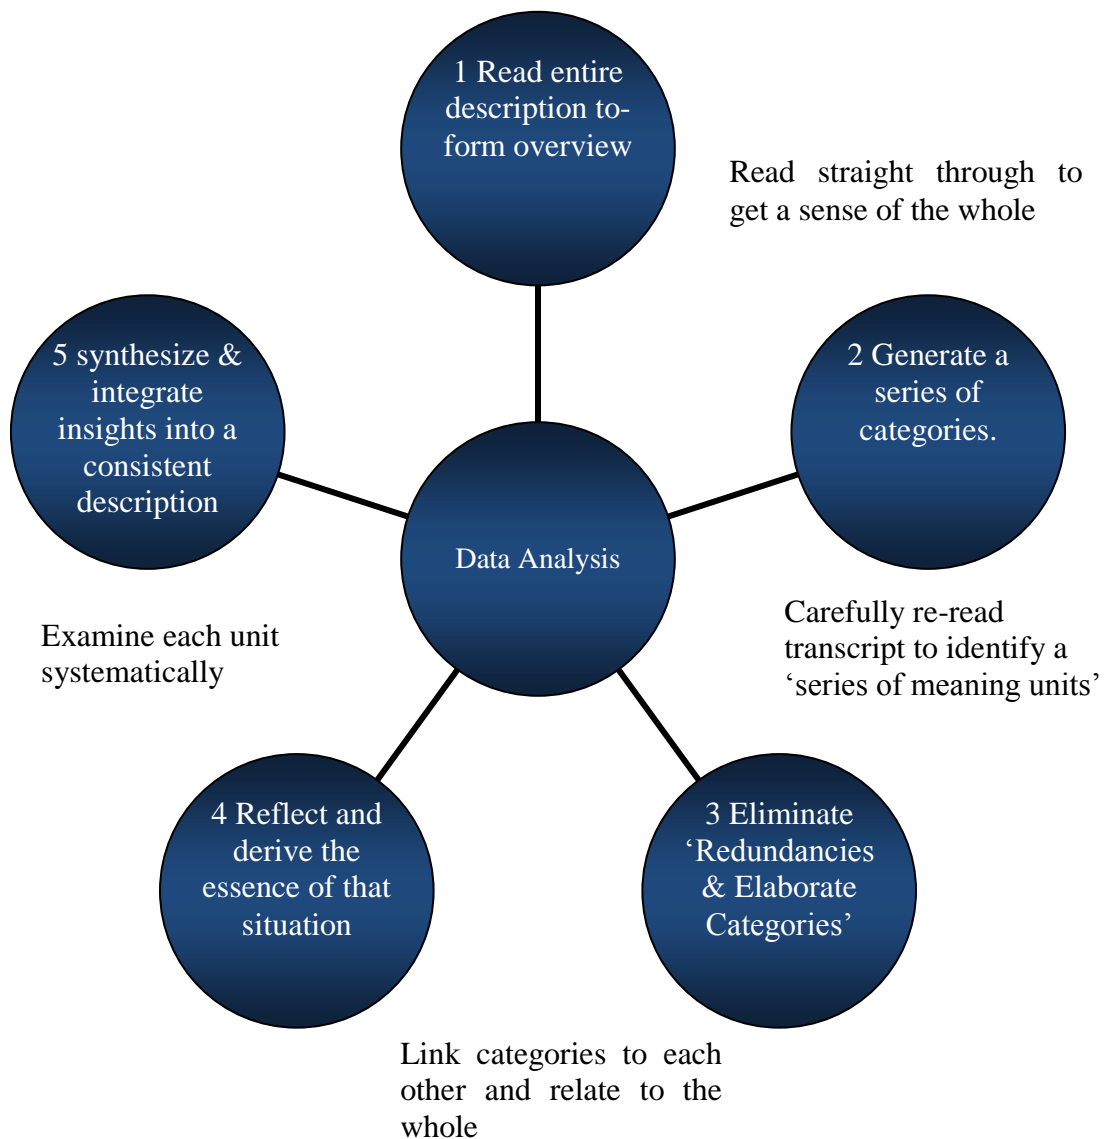 1 Read entire
description to-
form overview
Read straight through to
get a sense of the whole
2 Generate a
series of
categories.
Carefully re-read
transcript to identify a
‘series of meaning units’
3 Eliminate
‘Redundancies
& Elaborate
Categories’
Link categories to each
other and relate to the
whole
4 Reflect and
derive the
essence of that
situation
Examine each unit
systematically
5 synthesize &
integrate
insights into a
consistent
description
Data Analysis